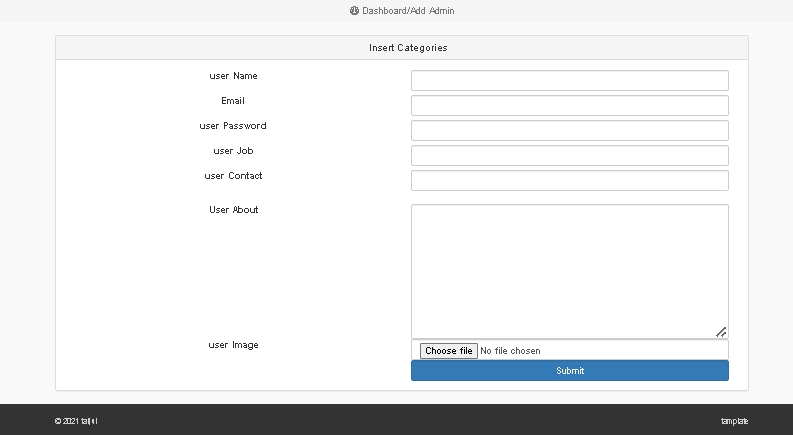 Dashboard/Add Admin
Insert Categories
user Name
Email
user Password
user Job
user Contact
User About
user Image
Choose file No file chosen
Submit
© 2021
tamplate